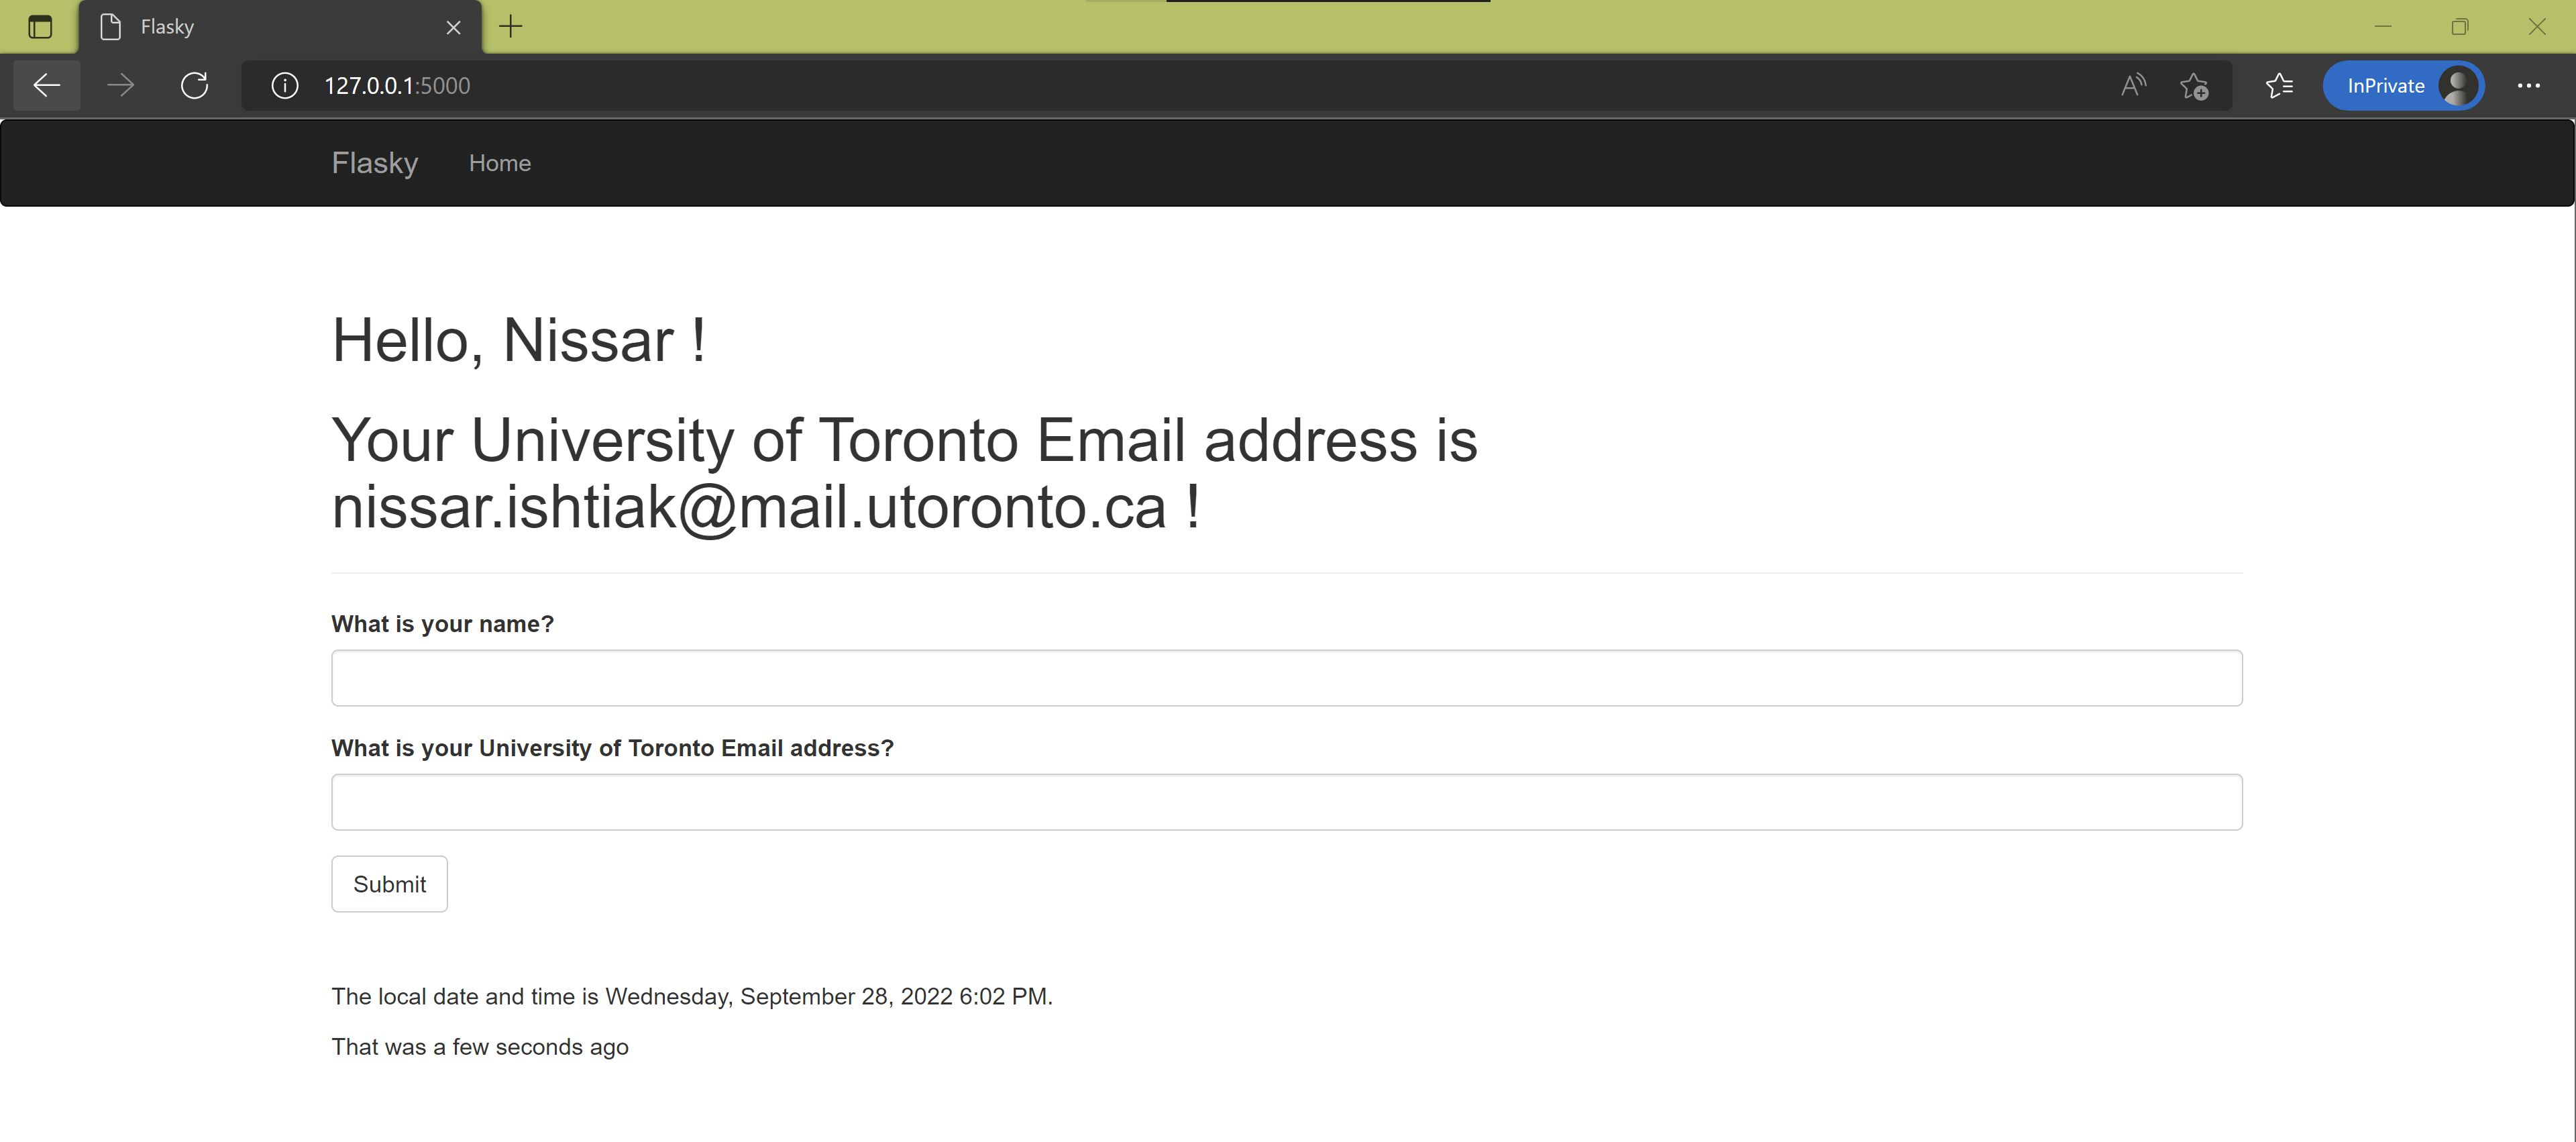 Flasky
127.0.0.1:5000
InPrivate
Flasky Home
Hello, Nissar !
Your University of Toronto Email address is
nissar.ishtiak@mail.utoronto.ca !
What is your name?
What is your University of Toronto Email address?
Submit
The local date and time is Wednesday, September 28, 2022 6:02 PM.
That was a few seconds ago